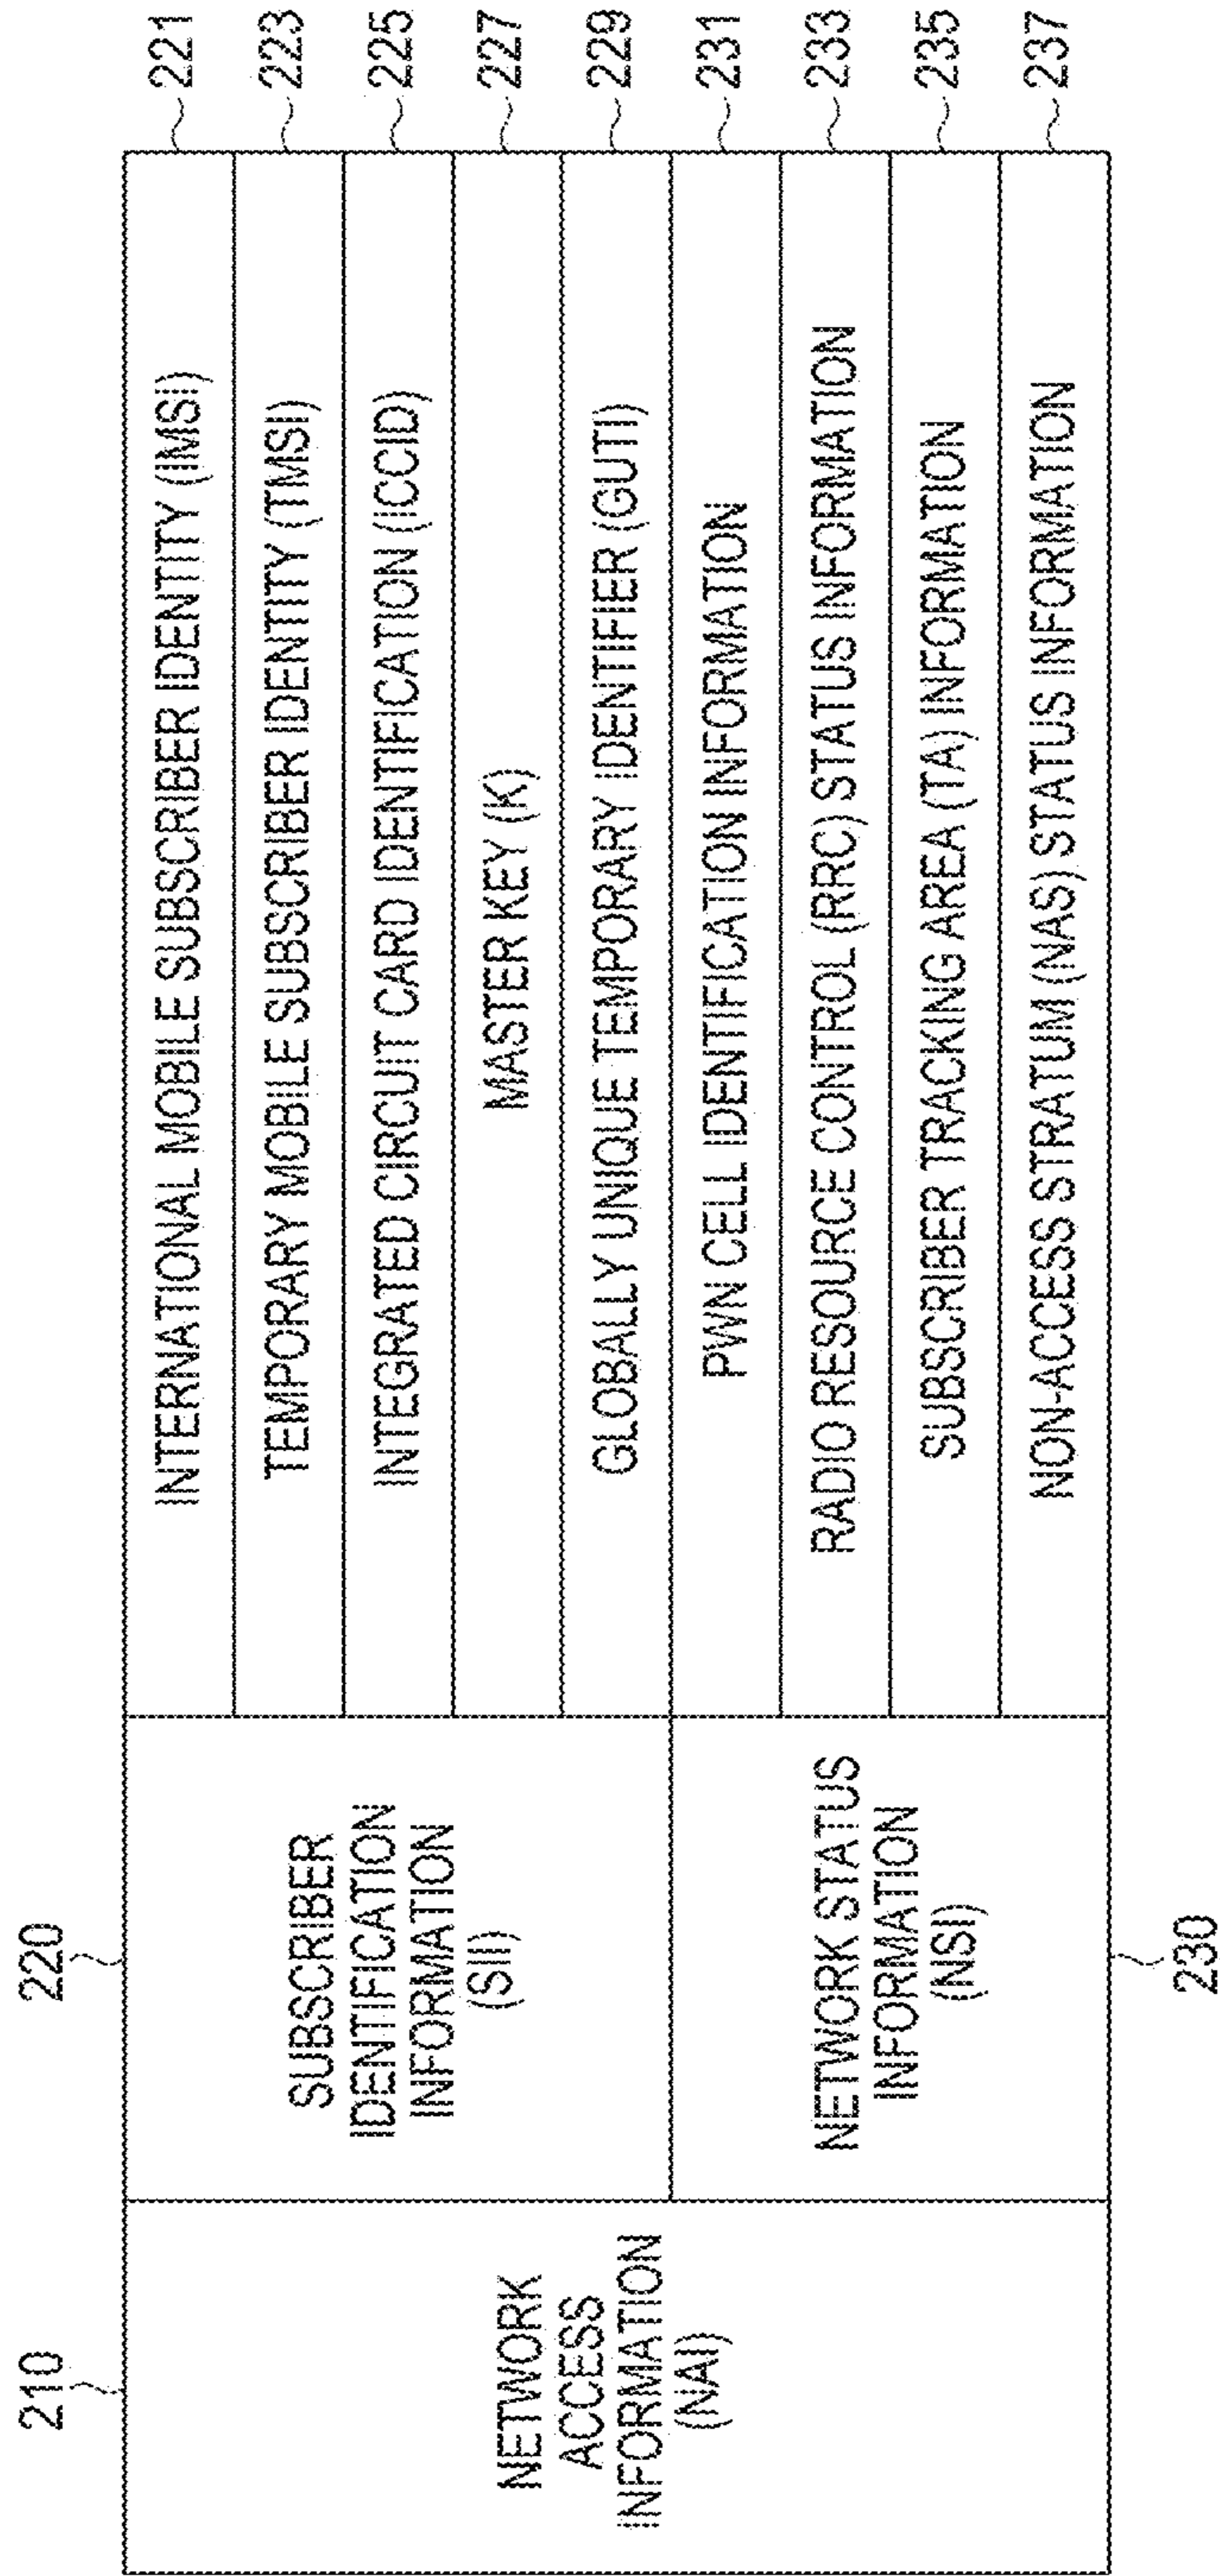 210
220
NETWORK
ACCESS
INFORMATION
(NAI)
SUBSCRIBER
IDENTIFICATION
INFORMATION
(SII)
INTERNATIONAL MOBILE SUBSCRIBER IDENTITY (IMSI)
221
TEMPORARY MOBILE SUBSCRIBER IDENTITY (TMSI)
223
INTEGRATED CIRCUIT CARD IDENTIFICATION (ICCID)
225
MASTER KEY (K)
227
GLOBALLY UNIQUE TEMPORARY IDENTIFIER (GUTI)
229
NETWORK STATUS
INFORMATION
(NSI)
PWN CELL IDENTIFICATION INFORMATION
231
RADIO RESOURCE CONTROL (RRC) STATUS INFORMATION
233
SUBSCRIBER TRACKING AREA (TA) INFORMATION
235
NON-ACCESS STRATUM (NAS) STATUS INFORMATION
237
230